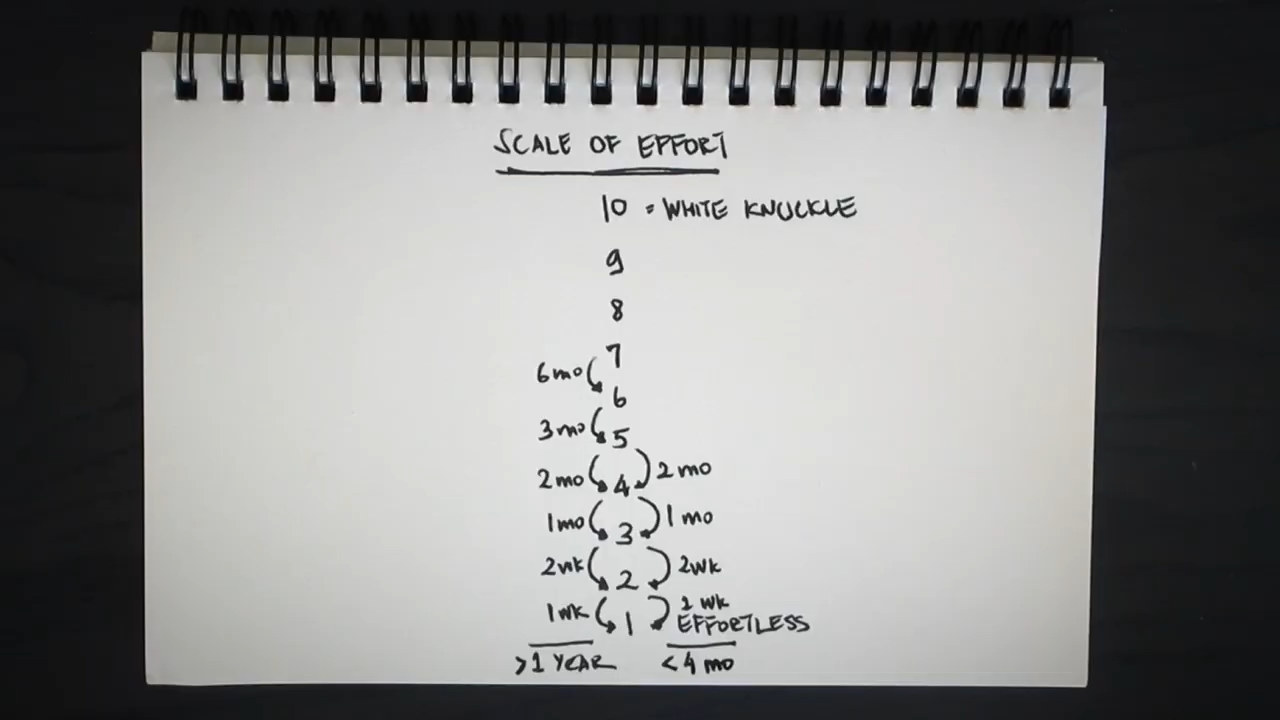 SCALE OF EFFORT
10 = WHITE KNUCKLE
9
8
7
6mo
6
3mo
5
2mo 2mo
4
1mo 1mo
3
2wk 2wk
2
1wk 1 wk
1 EFFORTLESS
>1 YEAR <4 mo